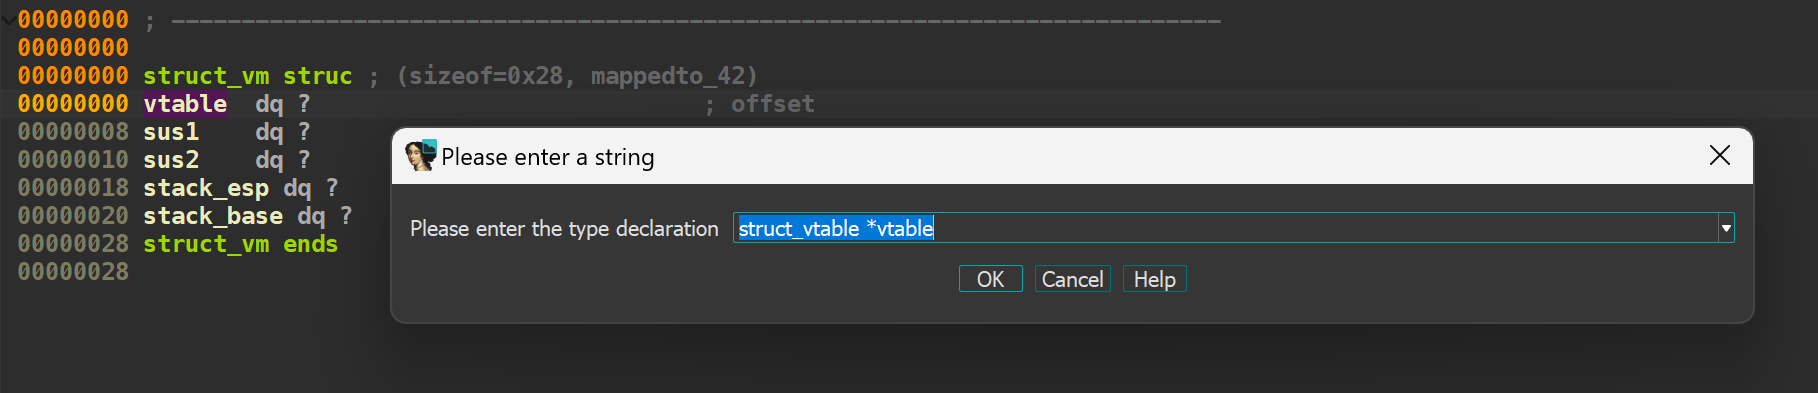 00000000 ; ---------------------------------------------------------------------------
00000000
00000000 struct_vm struc ; (sizeof=0x28, mappedto_42)
00000000 vtable dq ? ; offset
00000008 sus1 dq ?
00000010 sus2 dq ?
00000018 stack_esp dq ?
00000020 stack_base dq ?
00000028 struct_vm ends
00000028
Please enter a string
Please enter the type declaration struct_vtable *vtable
OK Cancel Help